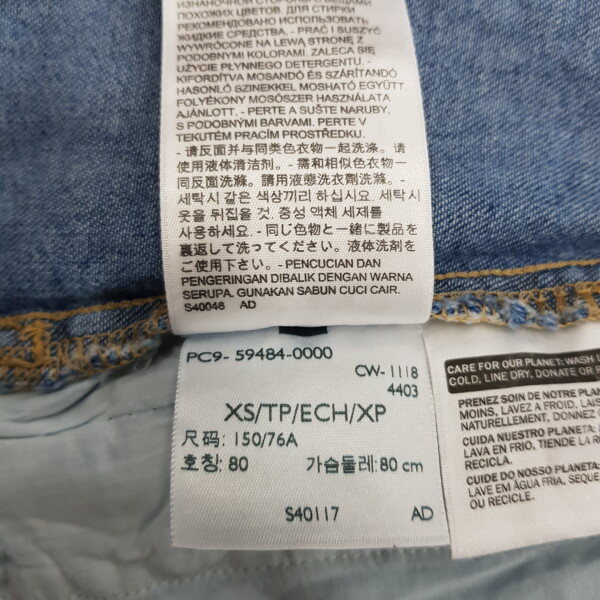 ИЗНАНОЧНОЙ СТОРОНЫ С ВЕЩАМИ
ПОХОЖИХ ЦВЕТОВ. ДЛЯ СТИРКИ
РЕКОМЕНДОВАНО ИСПОЛЬЗОВАТЬ
ЖИДКИЕ СРЕДСТВА. - PRAĆ I SUSZYĆ
WYWRÓCONE NA LEWĄ STRONĘ Z
PODOBNYMI KOLORAMI. ZALECA SIĘ
UŻYCIE PŁYNNEGO DETERGENTU. -
KIFORDÍTVA MOSANDÓ ÉS SZÁRÍTANDÓ
HASONLÓ SZINEKKEL MOSHATÓ EGYÜTT.
FOLYÉKONY MOSÓSZER HASZNÁLATA
AJÁNLOTT. - PERTE A SUŠTE NARUBY,
S PODOBNÝMI BARVAMI. PERTE V
TEKUTÉM PRACÍM PROSTŘEDKU.
- 请反面并与同类色衣物一起洗涤。请
使用液体清洁剂。- 需和相似色衣物一
同反面洗滌。請用液態洗衣劑洗滌。-
세탁시 같은 색상끼리 하십시요. 세탁시
옷을 뒤집을 것. 중성 액체 세제를
사용하세요. - 同じ色物と一緒に製品を
裏返して洗ってください。液体洗剤をご
使用下さい。- PENCUCIAN DAN
PENGERINGAN DIBALIK DENGAN WARNA
SERUPA. GUNAKAN SABUN CUCI CAIR.
S40046 AD
PC9- 59484-0000
CW-1118
4403
XS/TP/ECH/XP
尺码: 150/76A
호칭: 80 가슴둘레: 80 cm
S40117 AD
CARE FOR OUR PLANET: WASH
COLD, LINE DRY, DONATE OR
PRENEZ SOIN DE NOTRE PLANÈTE
MOINS, LAVEZ À FROID,
NATURELLEMENT, DONNEZ OU
CUIDA NUESTRO PLANETA:
LAVA EN FRIO, TIENDE LA
RECICLA.
CUIDE DO NOSSO PLANETA:
LAVE EM ÁGUA FRIA,
OU RECICLE.